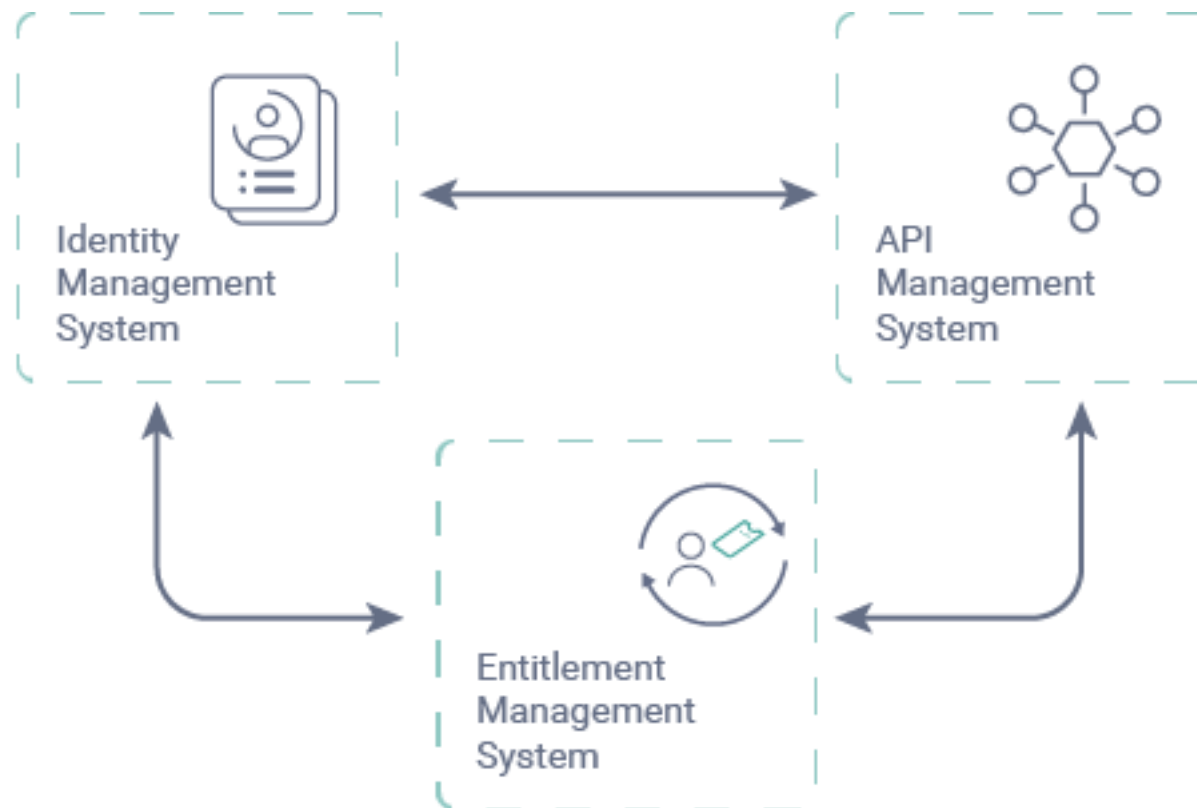 Identity
Management
System
API
Management
System
Entitlement
Management
System